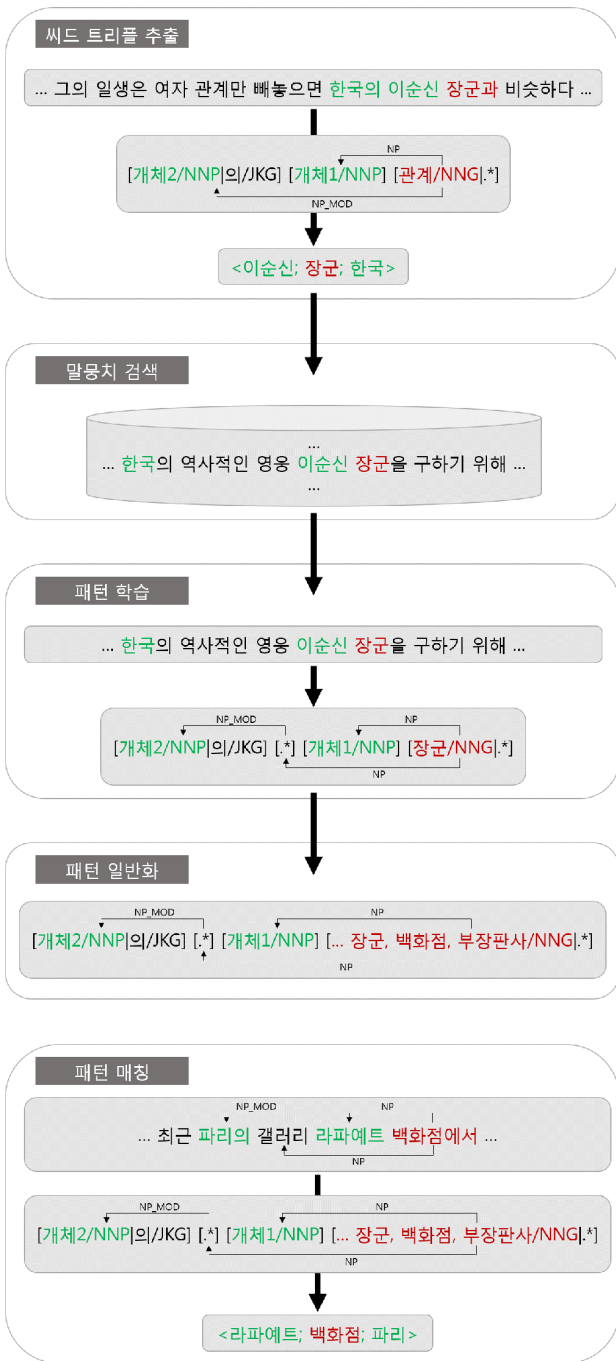 씨드 트리플 추출
... 그의 일생은 여자 관계만 빼놓으면 한국의 이순신 장군과 비슷하다 ...
NP
[개체2/NNP|의/JKG] [개체1/NNP] [관계/NNG|.*]
NP_MOD
<이순신; 장군; 한국>
말뭉치 검색
...
... 한국의 역사적인 영웅 이순신 장군을 구하기 위해 ...
...
패턴 학습
... 한국의 역사적인 영웅 이순신 장군을 구하기 위해 ...
NP_MOD NP
[개체2/NNP|의/JKG] [.*] [개체1/NNP] [장군/NNG|.*]
NP
패턴 일반화
NP_MOD NP
[개체2/NNP|의/JKG] [.*] [개체1/NNP] [... 장군, 백화점, 부장판사/NNG|.*]
NP
패턴 매칭
NP_MOD NP
... 최근 파리의 갤러리 라파예트 백화점에서 ...
NP
NP_MOD NP
[개체2/NNP|의/JKG] [.*] [개체1/NNP] [... 장군, 백화점, 부장판사/NNG|.*]
NP
<라파예트; 백화점; 파리>